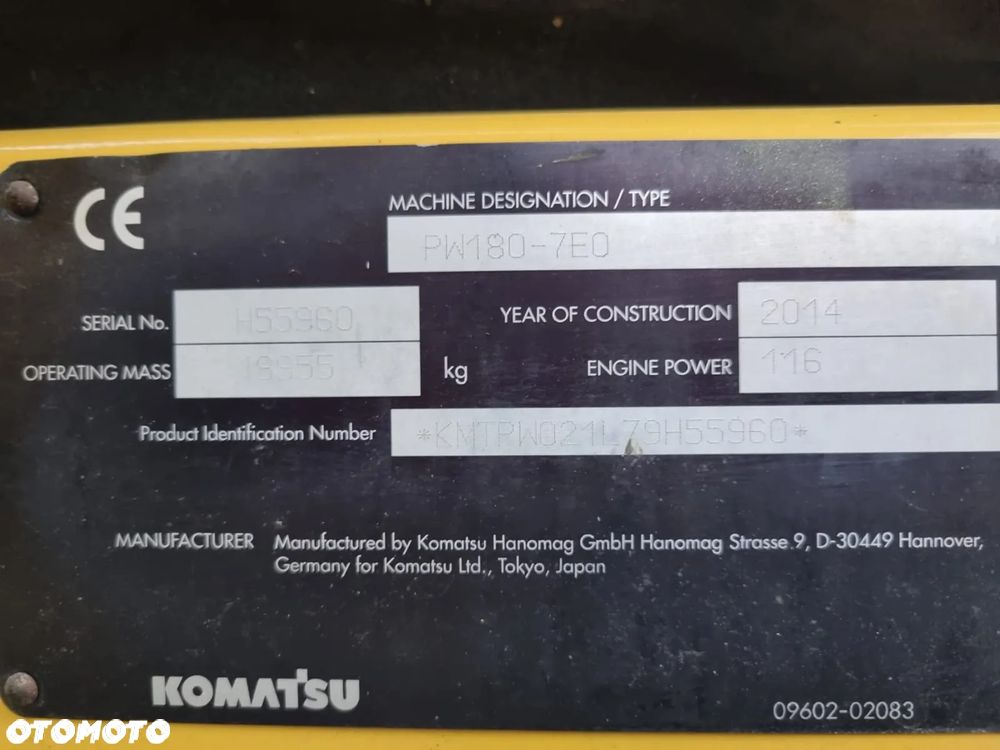 CE
MACHINE DESIGNATION / TYPE
PW180-7E0
SERIAL No. H55960
YEAR OF CONSTRUCTION 2014
OPERATING MASS kg
ENGINE POWER 116
Product Identification Number *KMTPW021L79H55960*
MANUFACTURER Manufactured by Komatsu Hanomag GmbH Hanomag Strasse 9, D-30449 Hannover,
Germany for Komatsu Ltd., Tokyo, Japan
KOMATSU
09602-02083
OTOMOTO